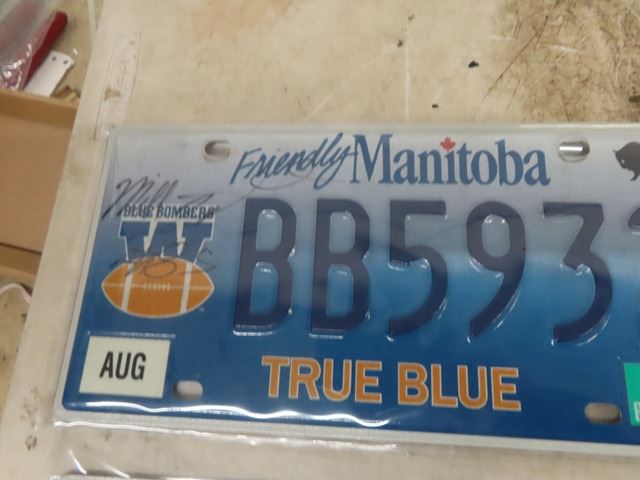 Friendly Manitoba
BLUE BOMBERS
W
BB593
AUG
TRUE BLUE